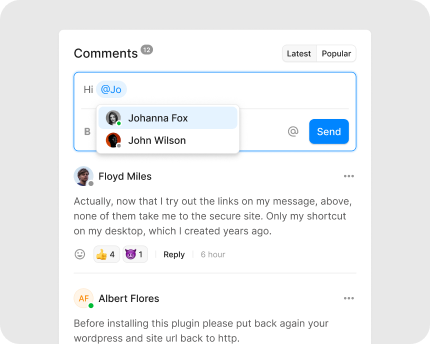 Comments 12
Latest Popular
Hi @Jo
Johanna Fox
B @ Send
John Wilson
Floyd Miles
Actually, now that I try out the links on my message, above,
none of them take me to the secure site. Only my shortcut
on my desktop, which I created years ago.
👍 4 😈 1 Reply 6 hour
AF Albert Flores
Before installing this plugin please put back again your
wordpress and site url back to http.